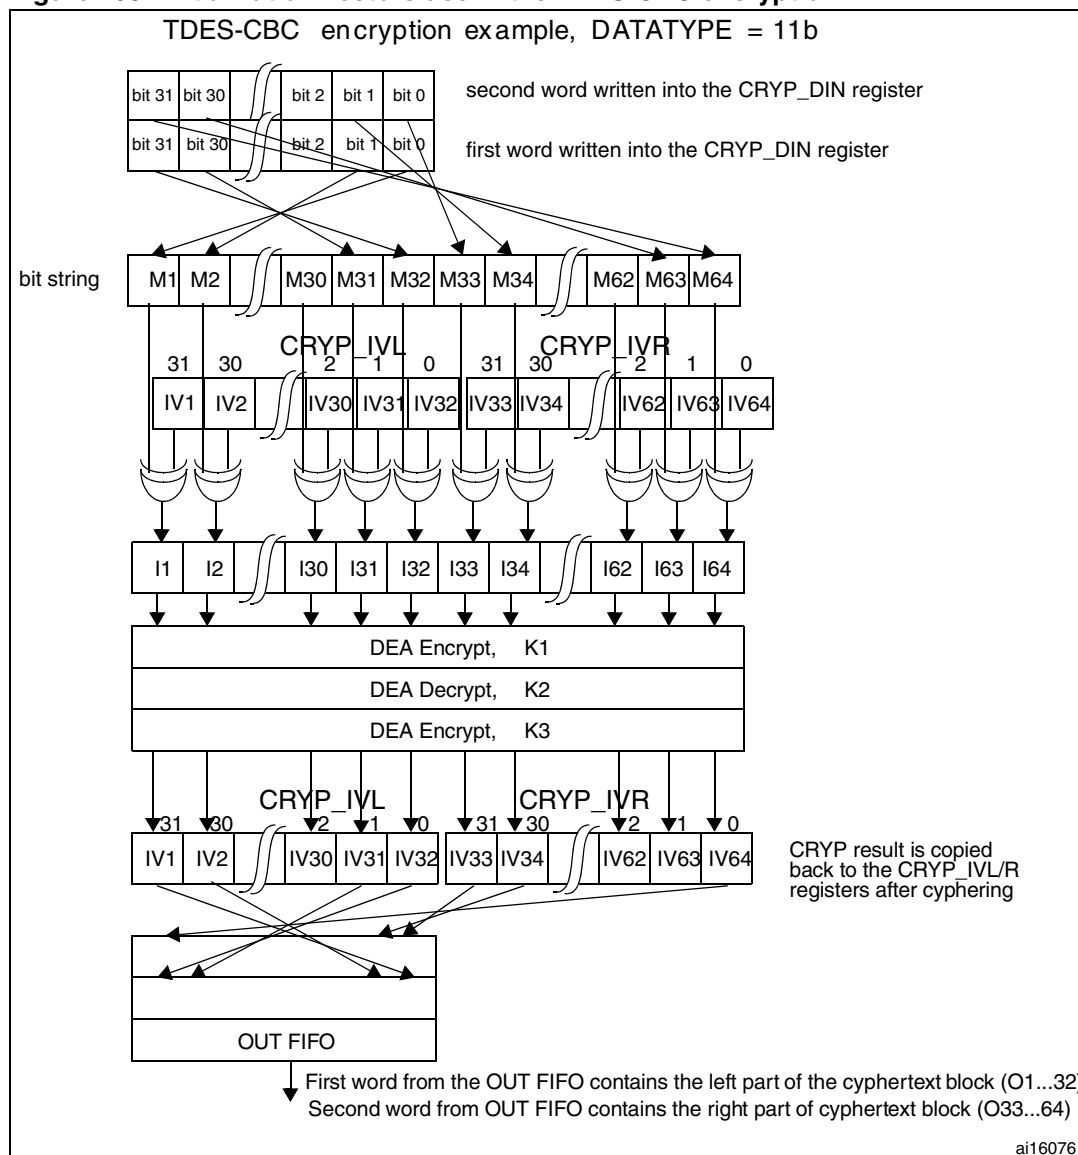 TDES-CBC encryption example, DATATYPE = 11b
bit 31 bit 30 bit 2 bit 1 bit 0 second word written into the CRYP_DIN register
bit 31 bit 30 bit 2 bit 1 bit 0 first word written into the CRYP_DIN register
bit string M1 M2 M30 M31 M32 M33 M34 M62 M63 M64
CRYP_IVL CRYP_IVR
31 30 2 1 0 31 30 2 1 0
IV1 IV2 IV30 IV31 IV32 IV33 IV34 IV62 IV63 IV64
I1 I2 I30 I31 I32 I33 I34 I62 I63 I64
DEA Encrypt, K1
DEA Decrypt, K2
DEA Encrypt, K3
CRYP_IVL CRYP_IVR
31 30 2 1 0 31 30 2 1 0
IV1 IV2 IV30 IV31 IV32 IV33 IV34 IV62 IV63 IV64
CRYP result is copied
back to the CRYP_IVL/R
registers after cyphering
OUT FIFO
First word from the OUT FIFO contains the left part of the cyphertext block (O1...32)
Second word from OUT FIFO contains the right part of cyphertext block (O33...64)
ai16076